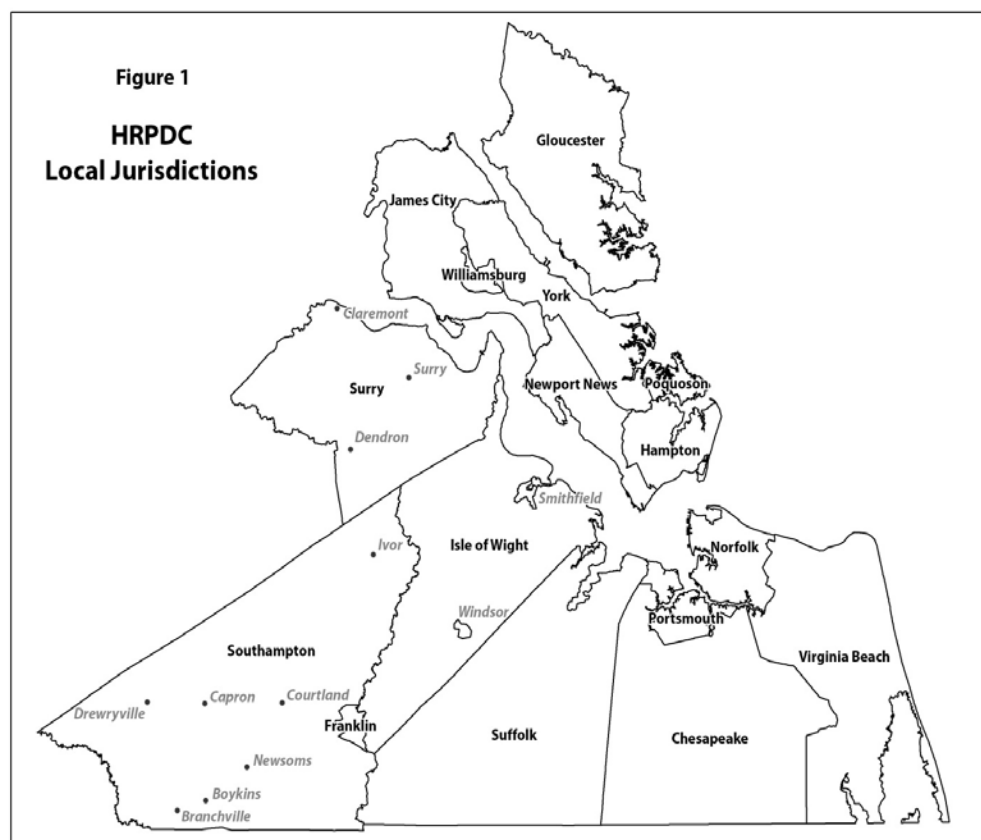 Figure 1
HRPDC
Local Jurisdictions
Gloucester
James City
Williamsburg
York
Claremont
Surry
Surry
Newport News
Poquoson
Dendron
Hampton
Smithfield
Isle of Wight
Norfolk
Ivor
Windsor
Portsmouth
Southampton
Virginia Beach
Drewryville
Capron
Courtland
Franklin
Suffolk
Chesapeake
Newsoms
Boykins
Branchville